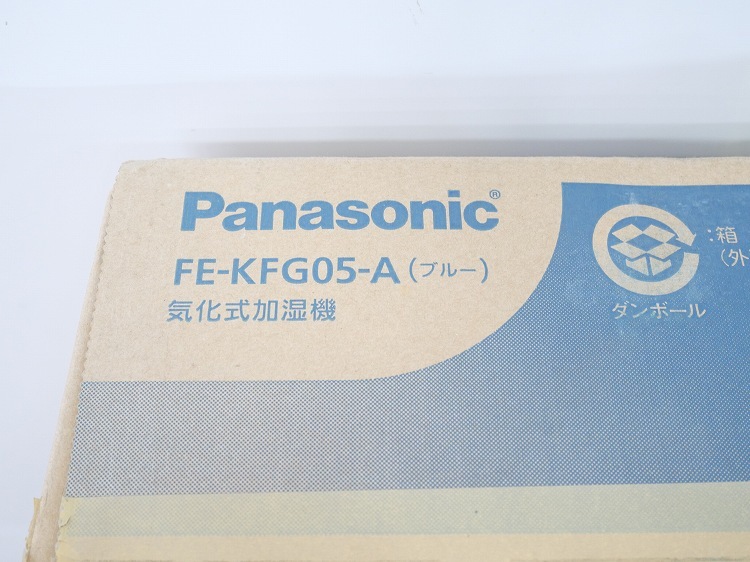 Panasonic®
FE-KFG05-A(ブルー)
気化式加湿機
ダンボール
:箱
(外